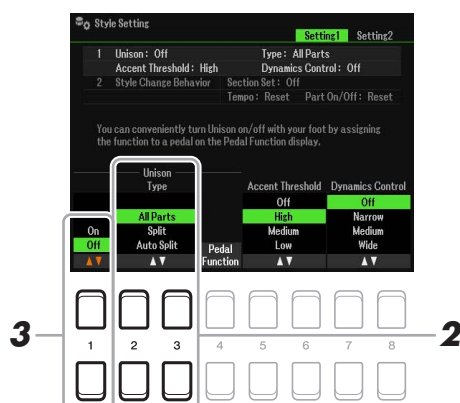 Style Setting
Setting1 Setting2
1 Unison: Off Type: All Parts
Accent Threshold: High Dynamics Control: Off
2 Style Change Behavior Section Set: Off
Tempo: Reset Part On/Off: Reset
You can conveniently turn Unison on/off with your foot by assigning
the function to a pedal on the Pedal Function display.
Unison
Type Accent Threshold Dynamics Control
Off Off
All Parts High Narrow
On Split Medium Medium
Off Auto Split Pedal Low Wide
Function
3 2
1 2 3 4 5 6 7 8